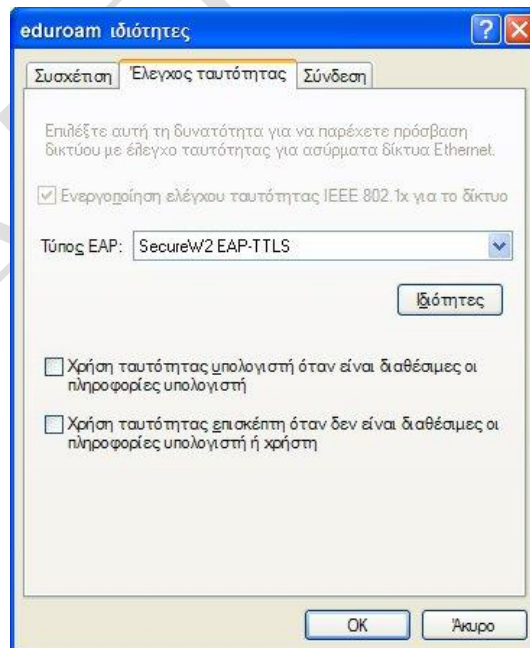 eduroam ιδιότητες
Συσχέτιση Έλεγχος ταυτότητας Σύνδεση
Επιλέξτε αυτή τη δυνατότητα για να παρέχετε πρόσβαση
δικτύου με έλεγχο ταυτότητας για ασύρματα δίκτυα Ethernet.
Ενεργοποίηση ελέγχου ταυτότητας IEEE 802.1x για το δίκτυο
Τύπος EAP: SecureW2 EAP-TTLS
Ιδιότητες
Χρήση ταυτότητας υπολογιστή όταν είναι διαθέσιμες οι
πληροφορίες υπολογιστή
Χρήση ταυτότητας επισκέπτη όταν δεν είναι διαθέσιμες οι
πληροφορίες υπολογιστή ή χρήστη
OK Άκυρο